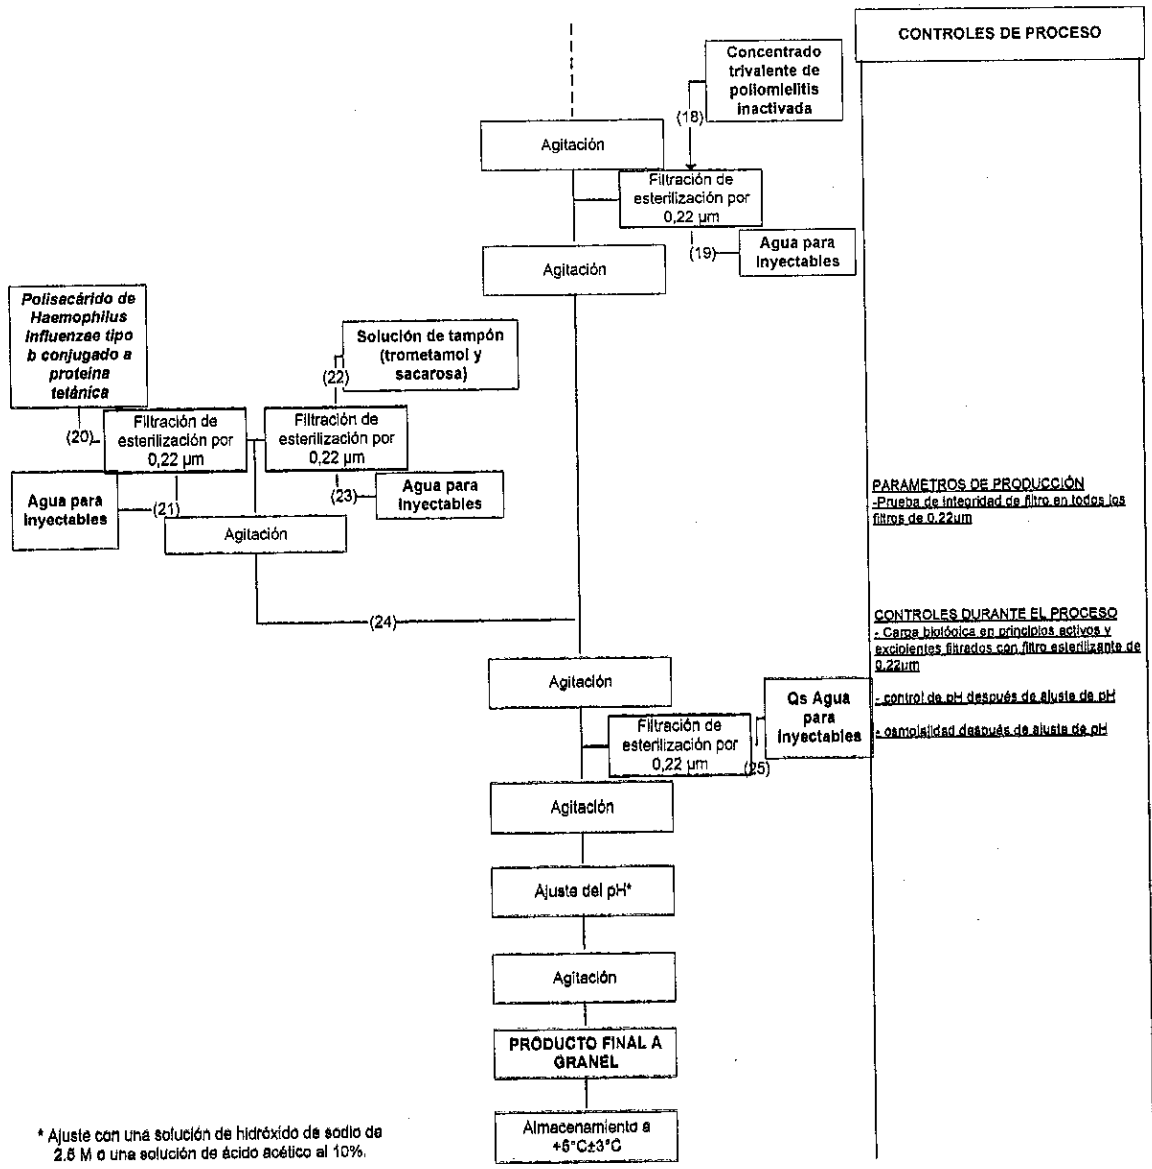 CONTROLES DE PROCESO
Concentrado
trivalente de
poliomielitis
inactivada
(18)
Agitación
Filtración de
esterilización por
0,22 µm
(19)
Agua para
Inyectables
Agitación
Polisacárido de
Haemophilus
Influenzae tipo
b conjugado a
proteína
tetánica
Solución de tampón
(trometamol y
sacarosa)
(22)
(20)
Filtración de
esterilización por
0,22 µm
Filtración de
esterilización por
0,22 µm
Agua para
Inyectables
(21)
(23)
Agua para
Inyectables
Agitación
PARAMETROS DE PRODUCCIÓN
-Prueba de integridad de filtro en todos los
filtros de 0.22um
(24)
CONTROLES DURANTE EL PROCESO
- Carga biológica en principios activos y
excipientes filtrados con filtro esterilizante de
0.22um
- control de pH después de ajuste de pH
- osmolalidad después de ajuste de pH
Agitación
Filtración de
esterilización por
0,22 µm
(25)
Qs Agua
para
Inyectables
Agitación
Ajuste del pH*
Agitación
PRODUCTO FINAL A
GRANEL
Almacenamiento a
+5°C±3°C
* Ajuste con una solución de hidróxido de sodio de
2.5 M o una solución de ácido acético al 10%.